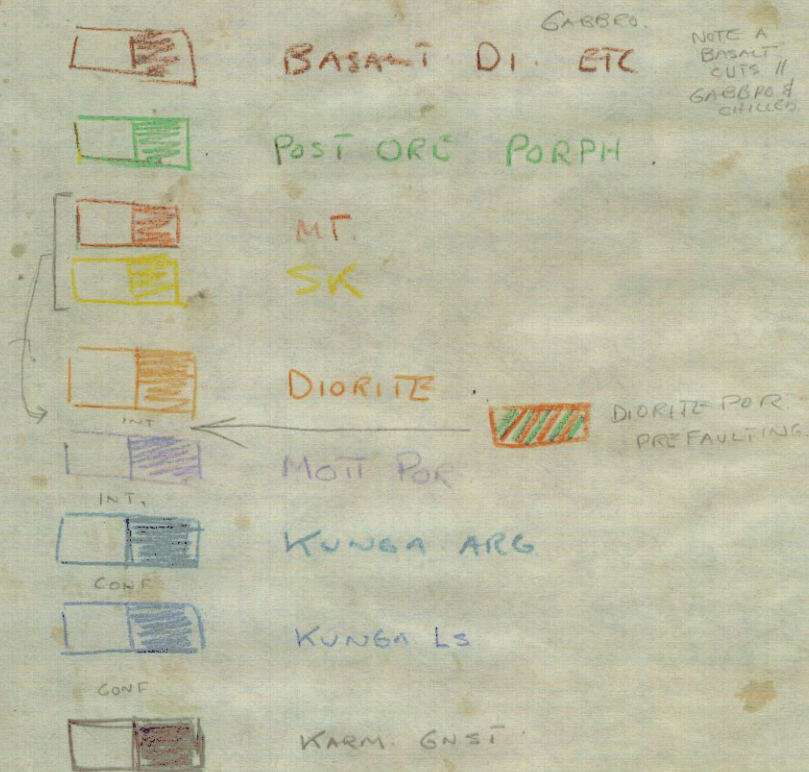 GABBRO.
BASALT DI. ETC
NOTE A
BASALT
CUTS //
GABBRO &
CHILLED
POST ORE PORPH.
MT.
SK
DIORITE
INT
DIORITE POR.
PREFAULTING
MOTT POR
INT.
KUNGA ARG
CONF
KUNGA LS
CONF
KARM. GNST.